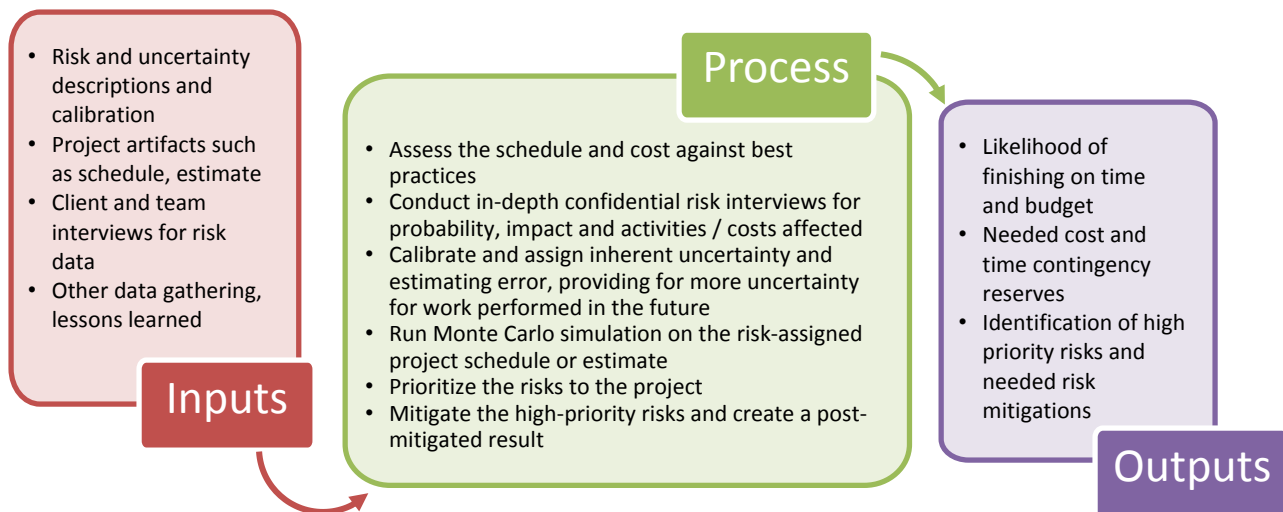 • Risk and uncertainty
descriptions and
calibration
• Project artifacts such
as schedule, estimate
• Client and team
interviews for risk
data
• Other data gathering,
lessons learned
Inputs
Process
• Assess the schedule and cost against best
practices
• Conduct in-depth confidential risk interviews for
probability, impact and activities / costs affected
• Calibrate and assign inherent uncertainty and
estimating error, providing for more uncertainty
for work performed in the future
• Run Monte Carlo simulation on the risk-assigned
project schedule or estimate
• Prioritize the risks to the project
• Mitigate the high-priority risks and create a post-
mitigated result
• Likelihood of
finishing on time
and budget
• Needed cost and
time contingency
reserves
• Identification of high
priority risks and
needed risk
mitigations
Outputs